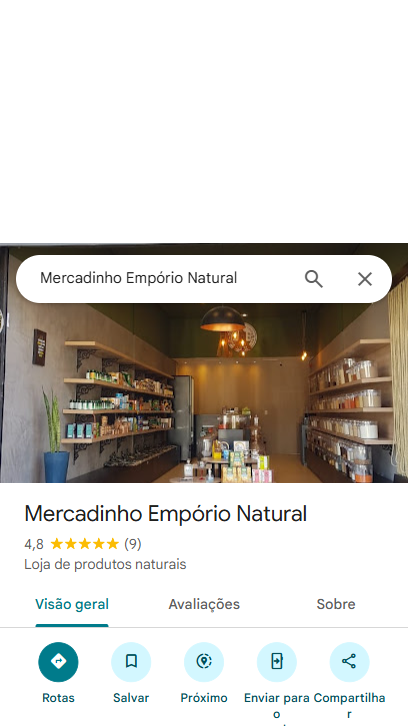 Mercadinho Empório Natural
Mercadinho Empório Natural
4,8 (9)
Loja de produtos naturais
Visão geral Avaliações Sobre
Rotas Salvar Próximo Enviar para o Compartilhar